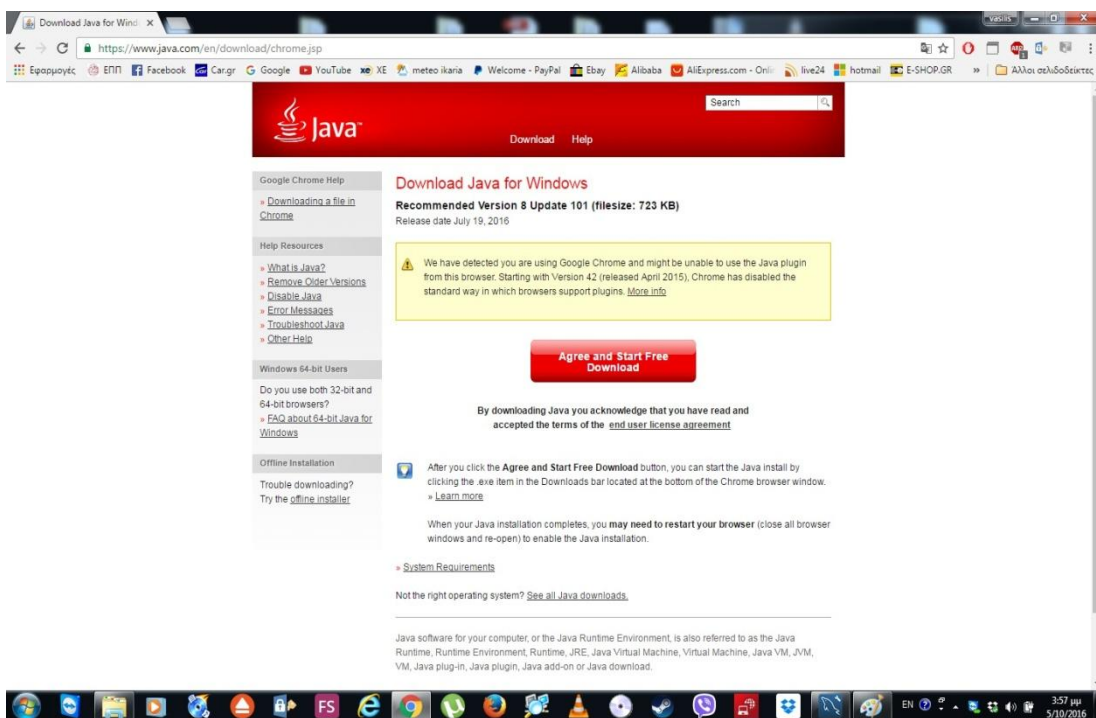 Download Java for Wind
vasilis
https://www.java.com/en/download/chrome.jsp
Εφαρμογές ΕΠΠ Facebook Car.gr Google YouTube XE meteo ikaria Welcome - PayPal Ebay Alibaba AliExpress.com - Onlin live24 hotmail E-SHOP.GR » Άλλοι σελιδοδείκτες
Java™
Search
Download Help
Google Chrome Help
» Downloading a file in
Chrome
Help Resources
» What is Java?
» Remove Older Versions
» Disable Java
» Error Messages
» Troubleshoot Java
» Other Help
Windows 64-bit Users
Do you use both 32-bit and
64-bit browsers?
» FAQ about 64-bit Java for
Windows
Offline Installation
Trouble downloading?
Try the offline installer
Download Java for Windows
Recommended Version 8 Update 101 (filesize: 723 KB)
Release date July 19, 2016
We have detected you are using Google Chrome and might be unable to use the Java plugin
from this browser. Starting with Version 42 (released April 2015), Chrome has disabled the
standard way in which browsers support plugins. More info
Agree and Start Free
Download
By downloading Java you acknowledge that you have read and
accepted the terms of the end user license agreement
After you click the Agree and Start Free Download button, you can start the Java install by
clicking the .exe item in the Downloads bar located at the bottom of the Chrome browser window.
» Learn more
When your Java installation completes, you may need to restart your browser (close all browser
windows and re-open) to enable the Java installation.
» System Requirements
Not the right operating system? See all Java downloads.
Java software for your computer, or the Java Runtime Environment, is also referred to as the Java
Runtime, Runtime Environment, Runtime, JRE, Java Virtual Machine, Virtual Machine, Java VM, JVM,
VM, Java plug-in, Java plugin, Java add-on or Java download.
FS
EN
3:57 μμ
5/10/2016